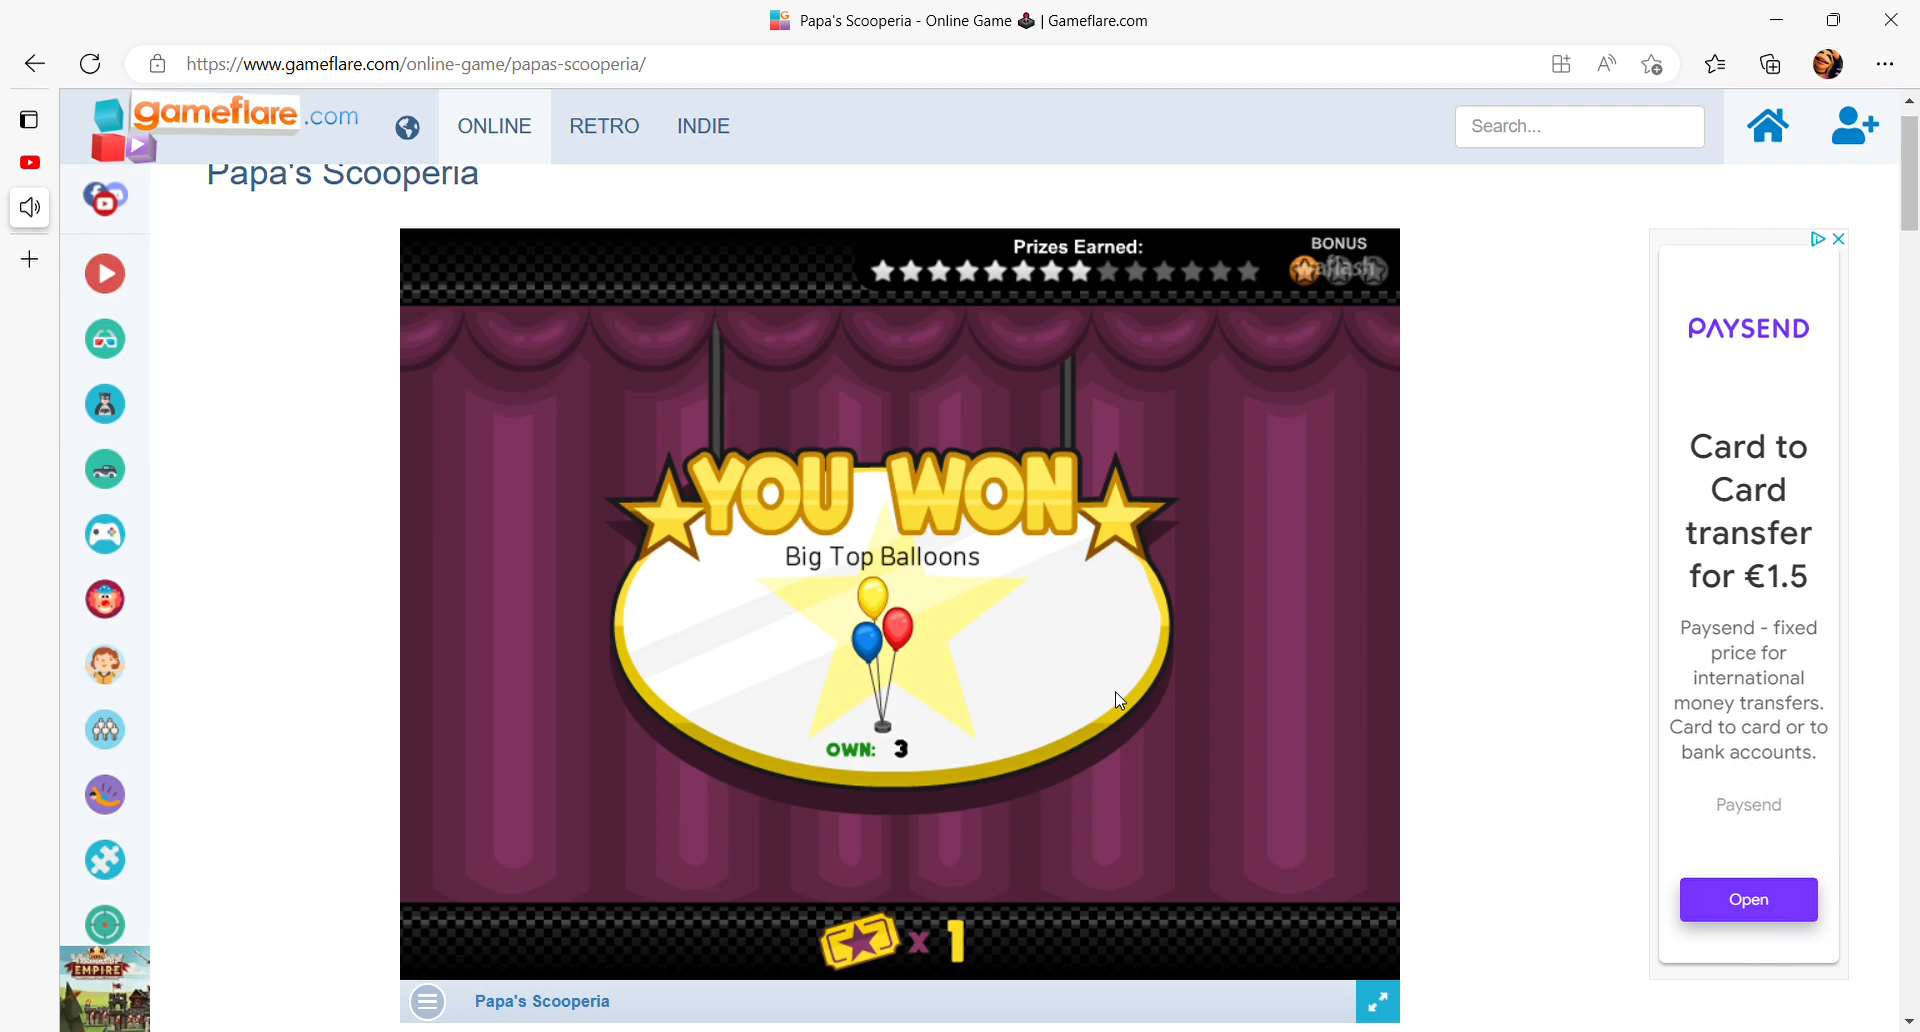 Papa's Scooperia - Online Game | Gameflare.com
https://www.gameflare.com/online-game/papas-scooperia/
gameflare.com
ONLINE
RETRO
INDIE
Search...
Papa's Scooperia
Prizes Earned:
BONUS
YOU WON
Big Top Balloons
OWN: 3
x 1
Papa's Scooperia
EMPIRE
PAYSEND
Card to
Card
transfer
for €1.5
Paysend - fixed
price for
international
money transfers.
Card to card or to
bank accounts.
Paysend
Open